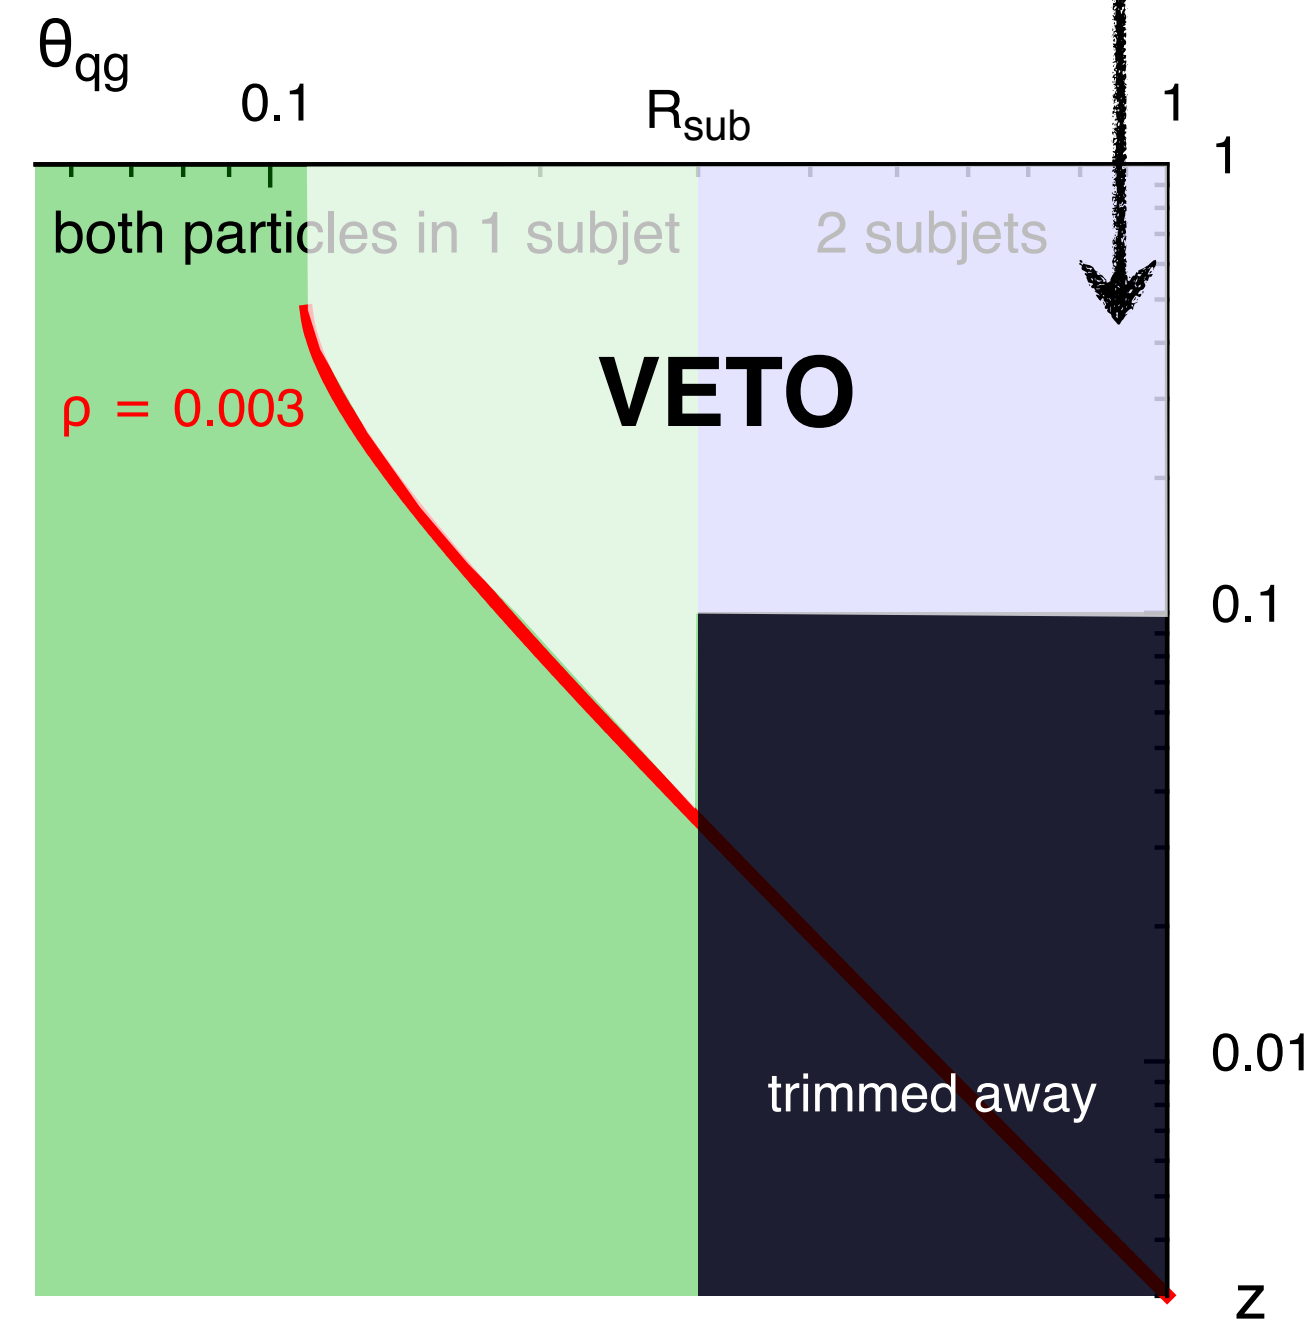 θqg
0.1
Rsub
1
1
both particles in 1 subjet
2 subjets
VETO
ρ = 0.003
0.1
0.01
trimmed away
z